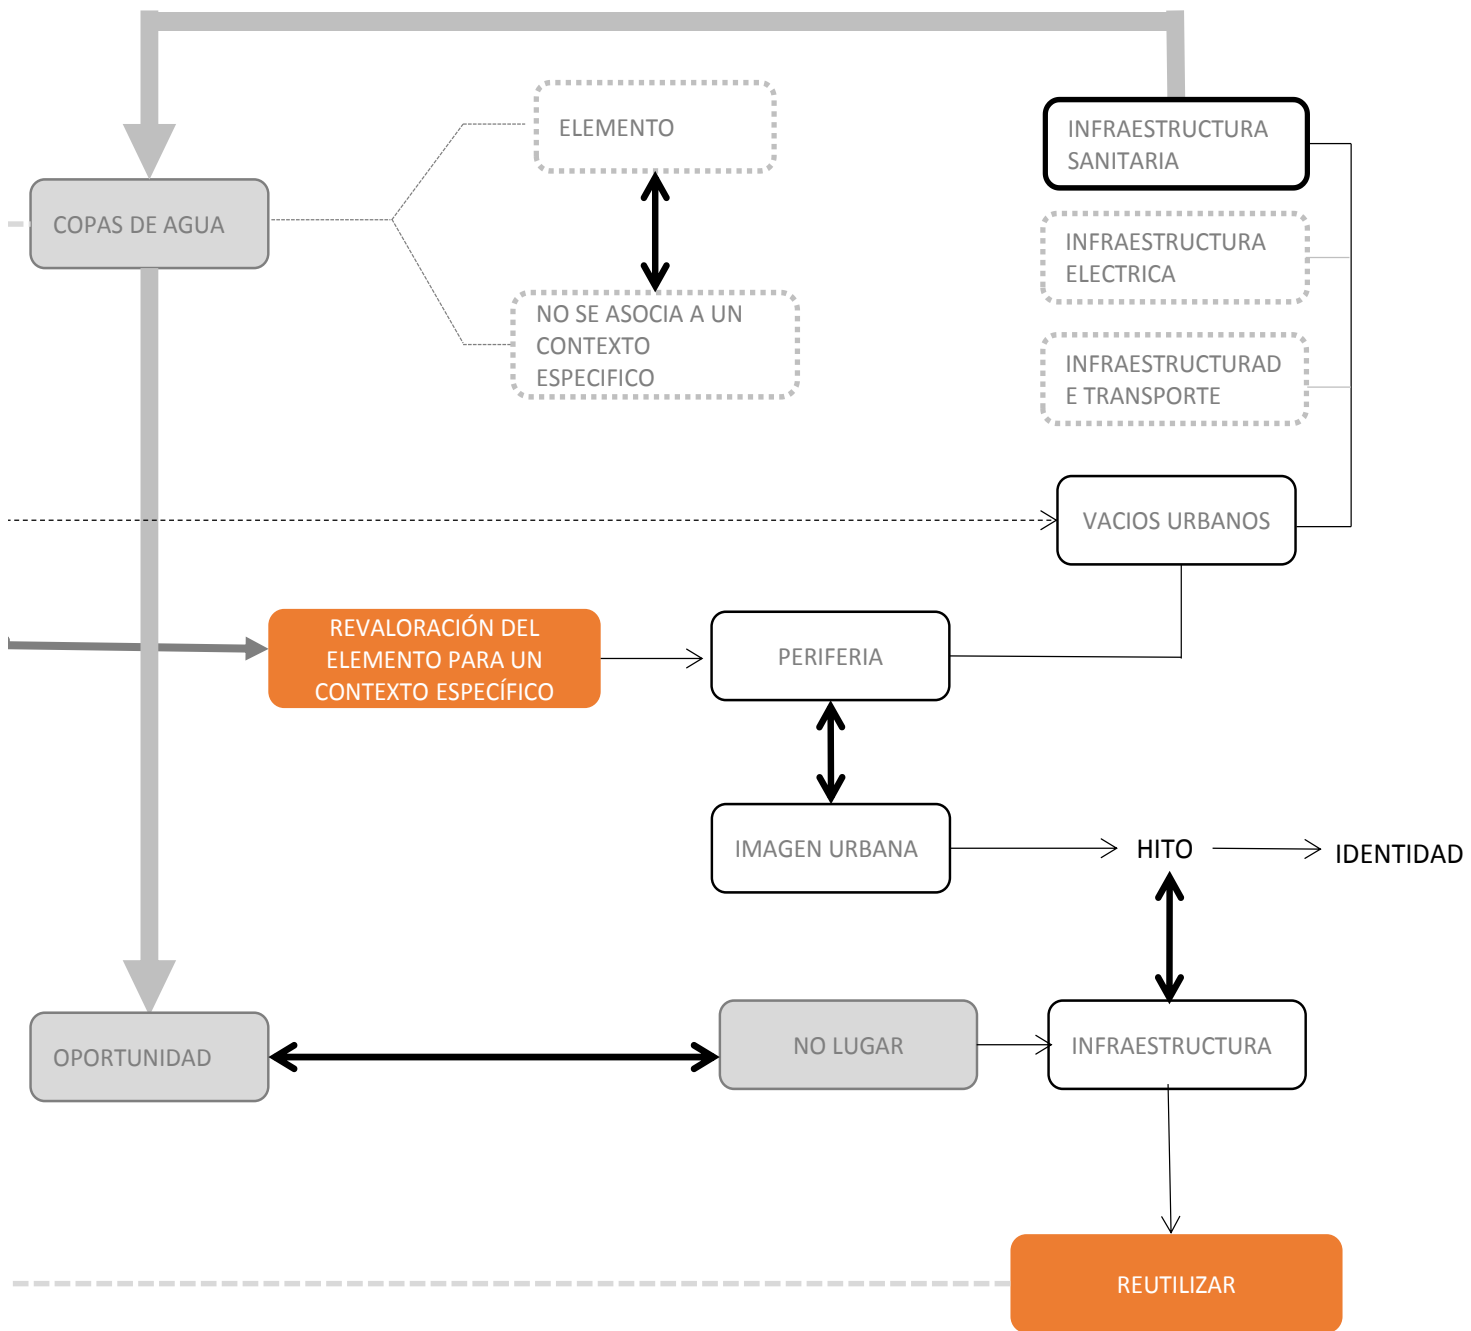 ELEMENTO
INFRAESTRUCTURA
SANITARIA
COPAS DE AGUA
INFRAESTRUCTURA
ELECTRICA
NO SE ASOCIA A UN
CONTEXTO
ESPECIFICO
INFRAESTRUCTURAD
E TRANSPORTE
VACIOS URBANOS
REVALORACIÓN DEL
ELEMENTO PARA UN
CONTEXTO ESPECÍFICO
PERIFERIA
IMAGEN URBANA
HITO
IDENTIDAD
OPORTUNIDAD
NO LUGAR
INFRAESTRUCTURA
REUTILIZAR